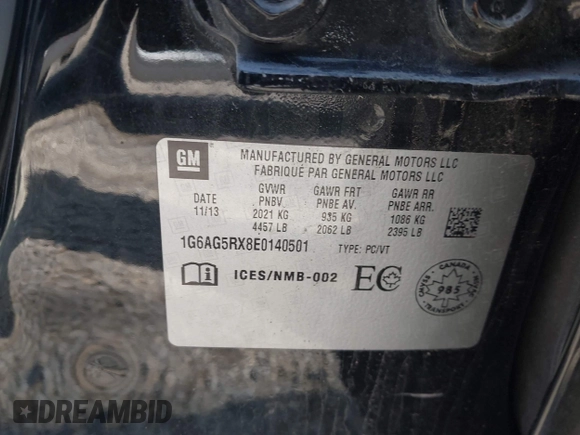 GM
MANUFACTURED BY GENERAL MOTORS LLC
FABRIQUÉ PAR GENERAL MOTORS LLC
DATE GVWR GAWR FRT GAWR RR
11/13 PNBV PNBE AV. PNBE ARR.
2021 KG 935 KG 1086 KG
4457 LB 2062 LB 2395 LB
1G6AG5RX8E0140501 TYPE: PC/VT
ICES/NMB-002 EC
CANADA
985
TRANSPORT
DREAMBID